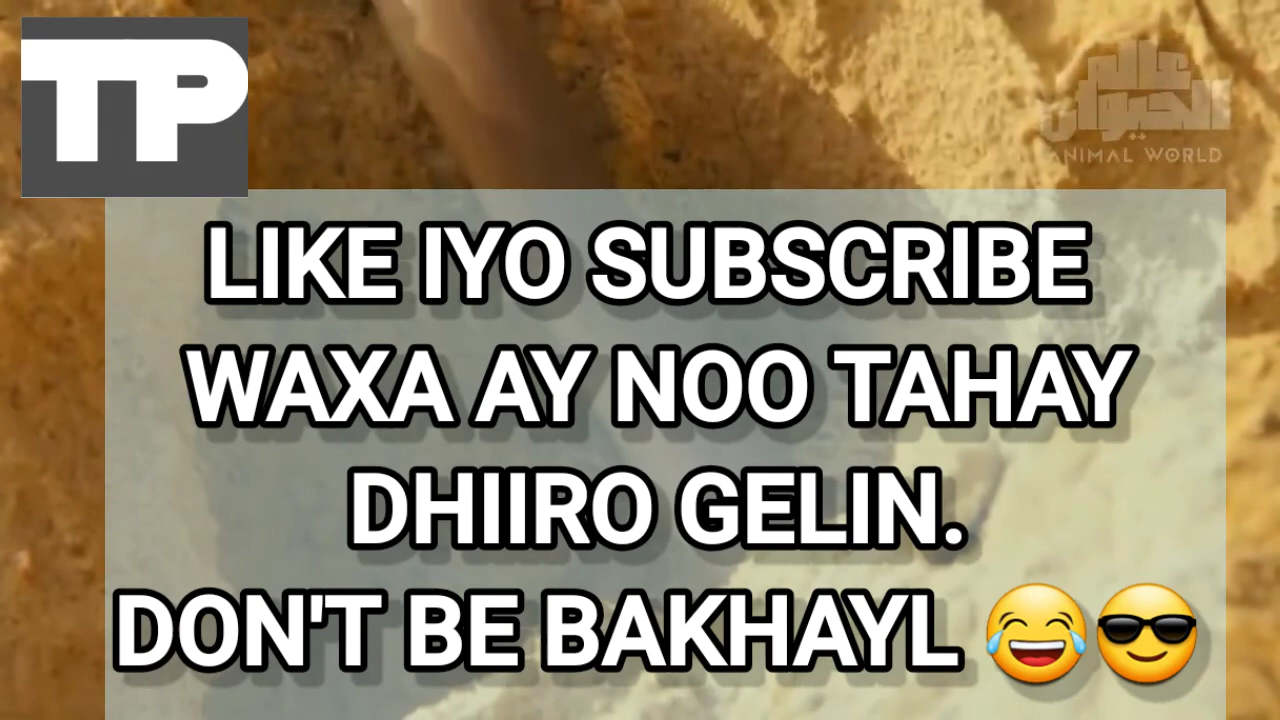 TP
عالم
الحيوان
ANIMAL WORLD
LIKE IYO SUBSCRIBE
WAXA AY NOO TAHAY
DHIIRO GELIN.
DON'T BE BAKHAYL 😂😎